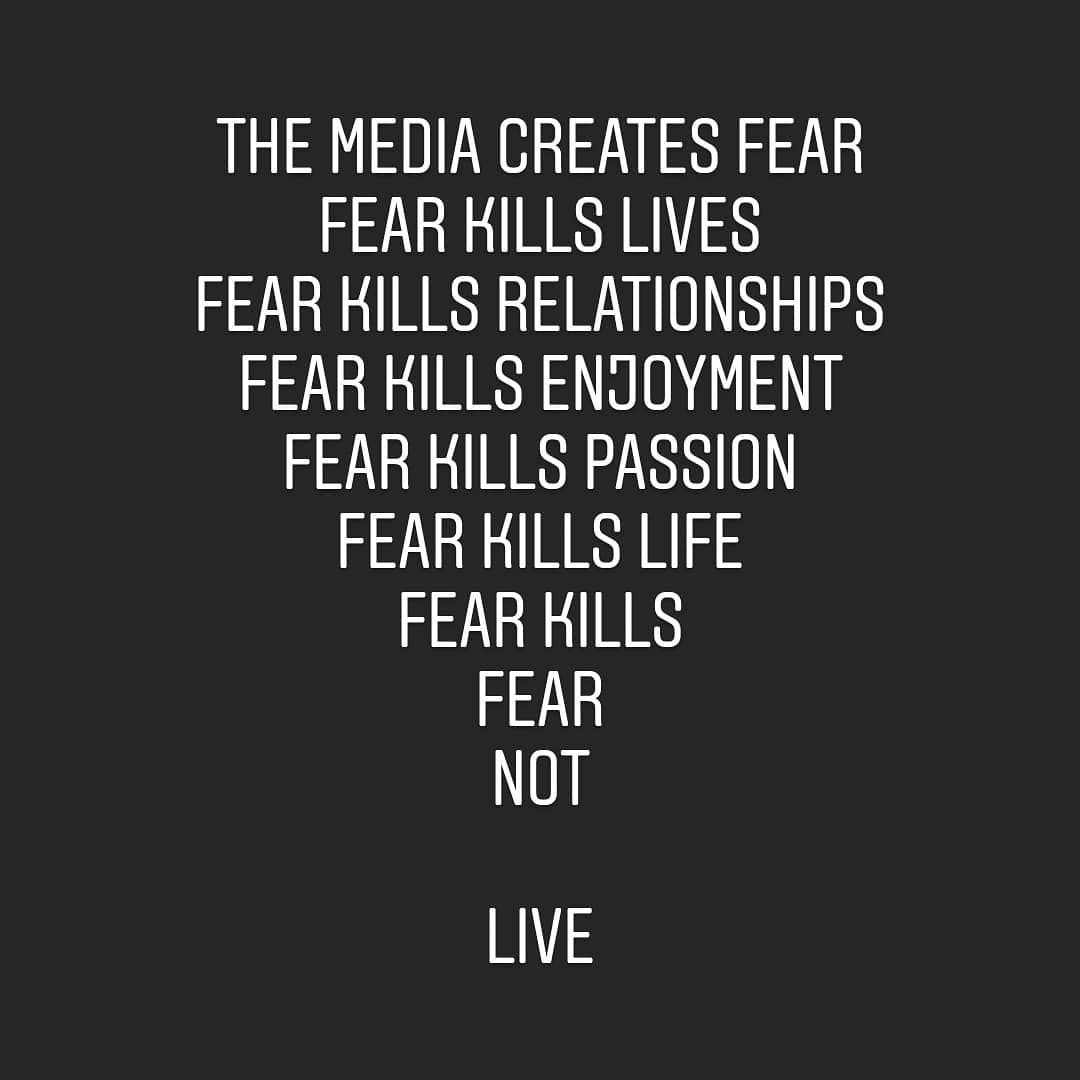 THE MEDIA CREATES FEAR
FEAR KILLS LIVES
FEAR KILLS RELATIONSHIPS
FEAR KILLS ENJOYMENT
FEAR KILLS PASSION
FEAR KILLS LIFE
FEAR KILLS
FEAR
NOT
LIVE